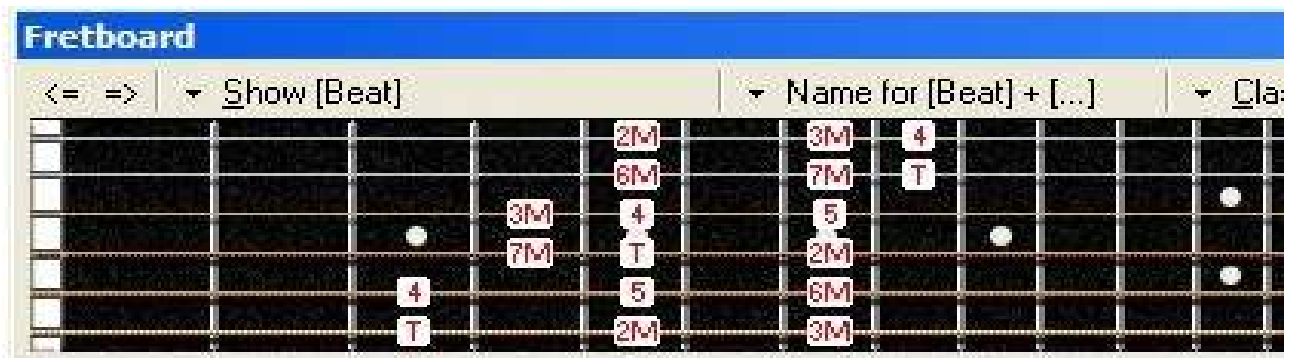 Fretboard
<= => Show [Beat] Name for [Beat] + [...] Cla
2M 3M 4
6M 7M T
3M 4 5
7M T 2M
4 5 6M
T 2M 3M